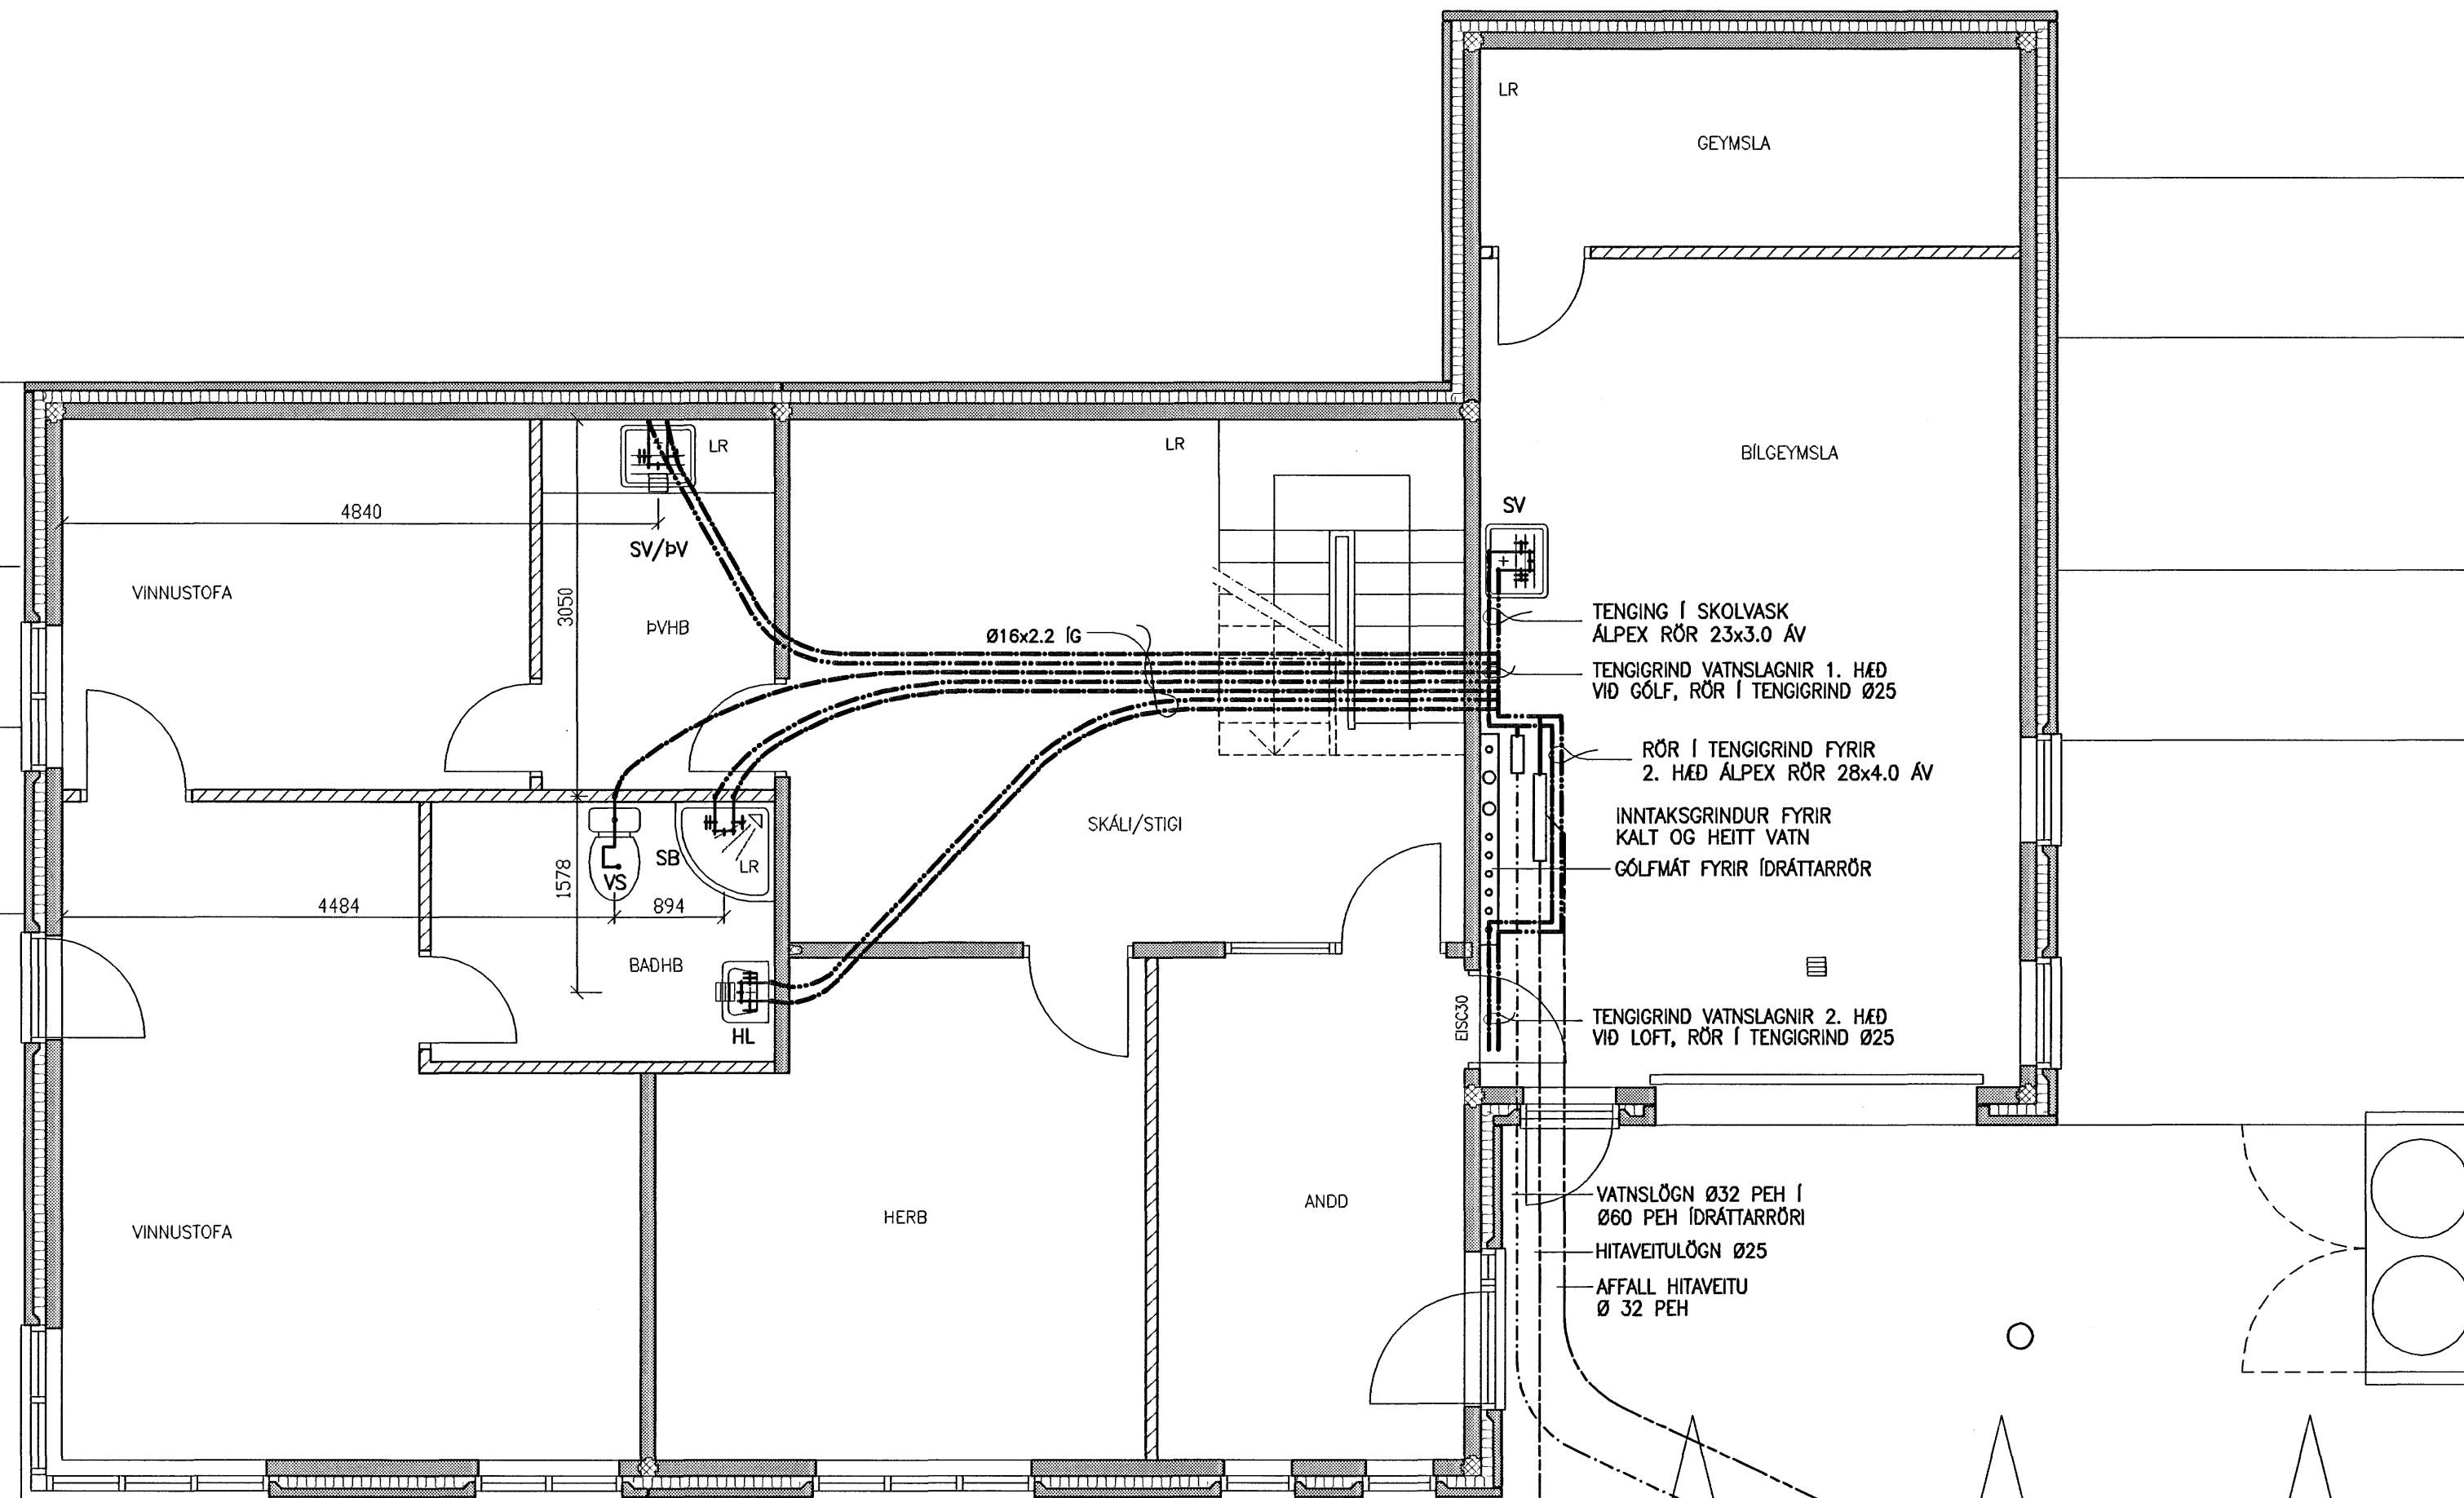 LR
GEYMSLA
LR
LR
BÍLGEYMSLA
4840
SV/ÞV
SV
VINNUSTOFA
3050
ÞVHB
Ø16x2.2 ÍG
TENGING Í SKOLVASK
ÁLPEX RÖR 23x3.0 ÁV
TENGIGRIND VATNSLAGNIR 1. HÆÐ
VIÐ GÓLF, RÖR Í TENGIGRIND Ø25
RÖR Í TENGIGRIND FYRIR
2. HÆÐ ÁLPEX RÖR 28x4.0 ÁV
INNTAKSGRINDUR FYRIR
KALT OG HEITT VATN
GÓLFMÁT FYRIR ÍDRÁTTARRÖR
SKÁLI/STIGI
SB
LR
VS
1578
4484
894
BAÐHB
HL
EISC30
TENGIGRIND VATNSLAGNIR 2. HÆÐ
VIÐ LOFT, RÖR Í TENGIGRIND Ø25
VATNSLÖGN Ø32 PEH Í
Ø60 PEH ÍDRÁTTARRÖRI
HITAVEITULÖGN Ø25
AFFALL HITAVEITU
Ø 32 PEH
VINNUSTOFA
HERB
ANDD